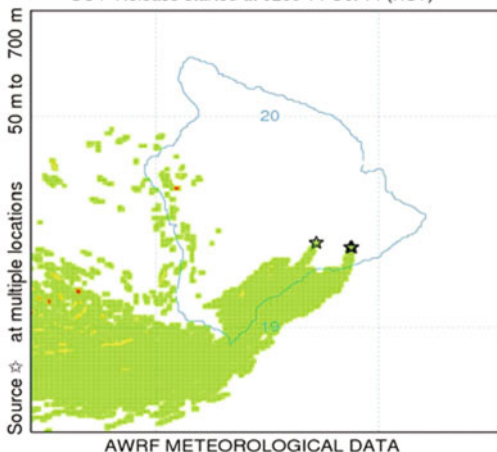 Source ☆ at multiple locations 50 m to 700 m
20
19
AWRF METEOROLOGICAL DATA